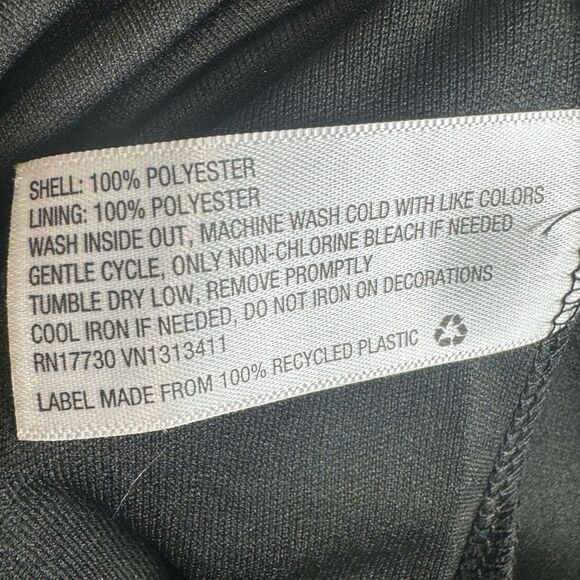 SHELL: 100% POLYESTER
LINING: 100% POLYESTER
WASH INSIDE OUT, MACHINE WASH COLD WITH LIKE COLORS
GENTLE CYCLE, ONLY NON-CHLORINE BLEACH IF NEEDED
TUMBLE DRY LOW, REMOVE PROMPTLY
COOL IRON IF NEEDED, DO NOT IRON ON DECORATIONS
RN17730 VN1313411
LABEL MADE FROM 100% RECYCLED PLASTIC